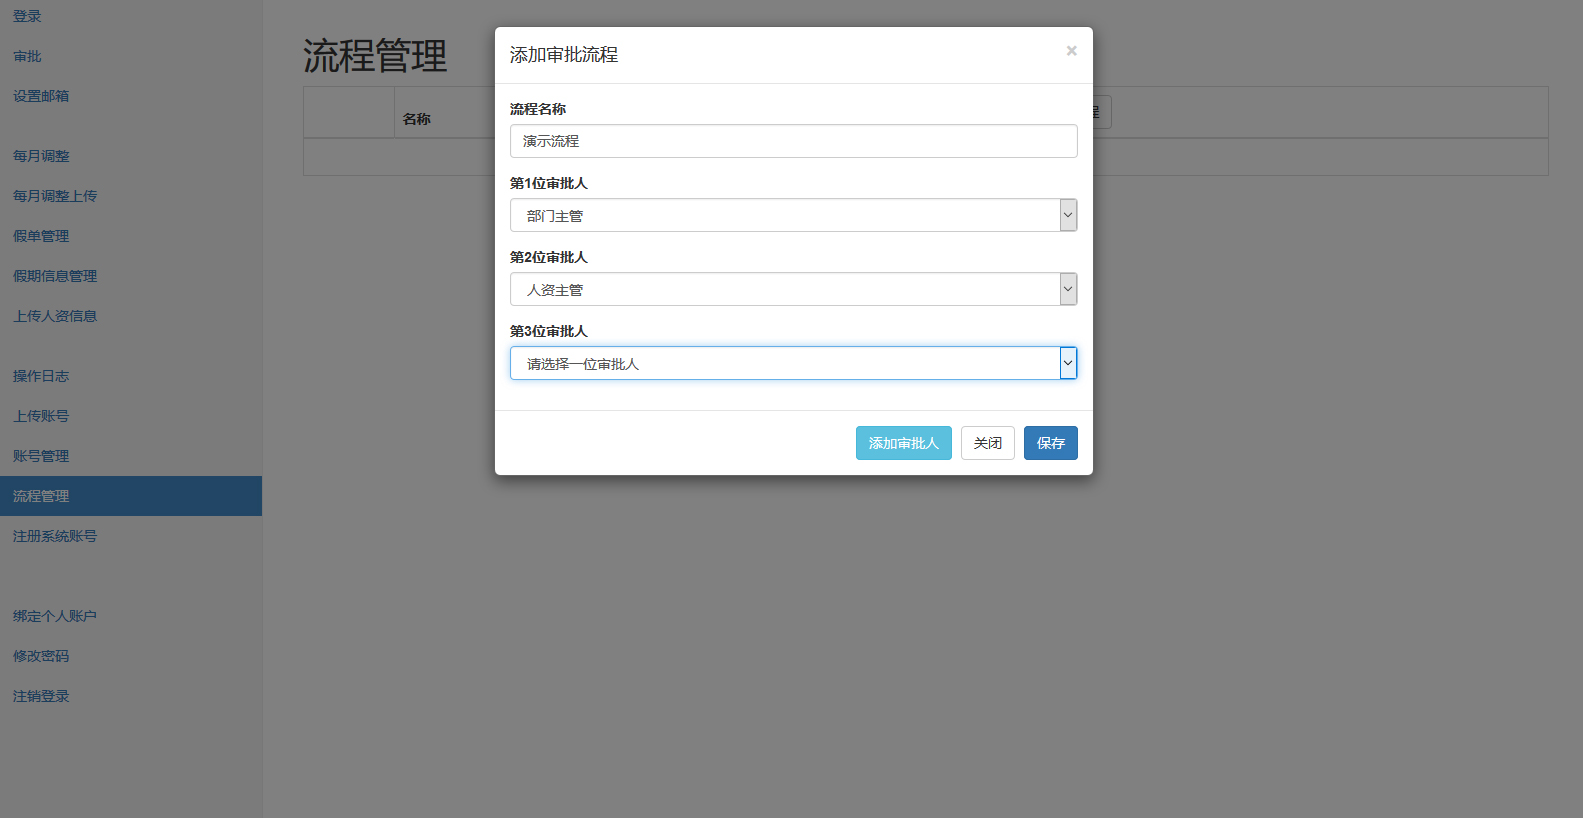 登录
审批
设置邮箱
每月调整
每月调整上传
假单管理
假期信息管理
上传人资信息
操作日志
上传账号
账号管理
流程管理
注册系统账号
绑定个人账户
修改密码
注销登录
流程管理
名称
程
添加审批流程
×
流程名称
演示流程
第1位审批人
部门主管
第2位审批人
人资主管
第3位审批人
请选择一位审批人
添加审批人
关闭
保存